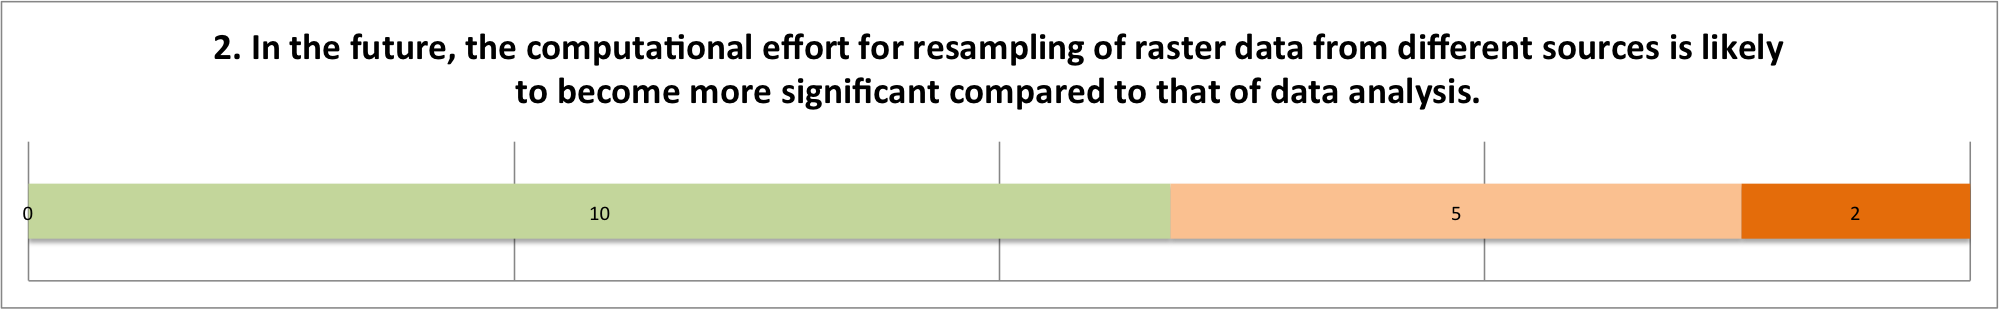 2. In the future, the computational effort for resampling of raster data from different sources is likely
to become more significant compared to that of data analysis.
0 10 5 2